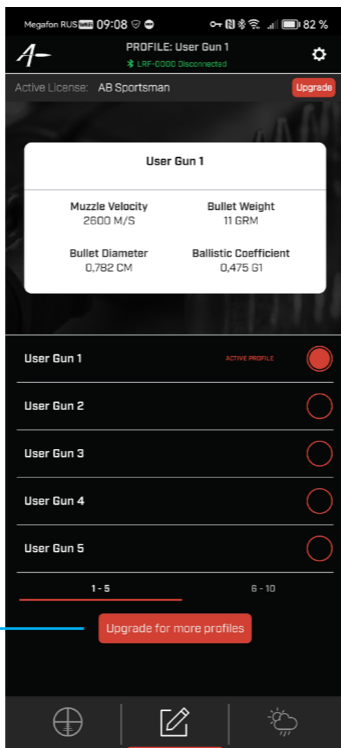 Megafon RUS 09:08 82 %
PROFILE: User Gun 1
LRF-0000 Disconnected
Active License: AB Sportsman Upgrade
User Gun 1
Muzzle Velocity Bullet Weight
2600 M/S 11 GRM
Bullet Diameter Ballistic Coefficient
0,782 CM 0,475 G1
User Gun 1 ACTIVE PROFILE
User Gun 2
User Gun 3
User Gun 4
User Gun 5
1 - 5 6 - 10
Upgrade for more profiles